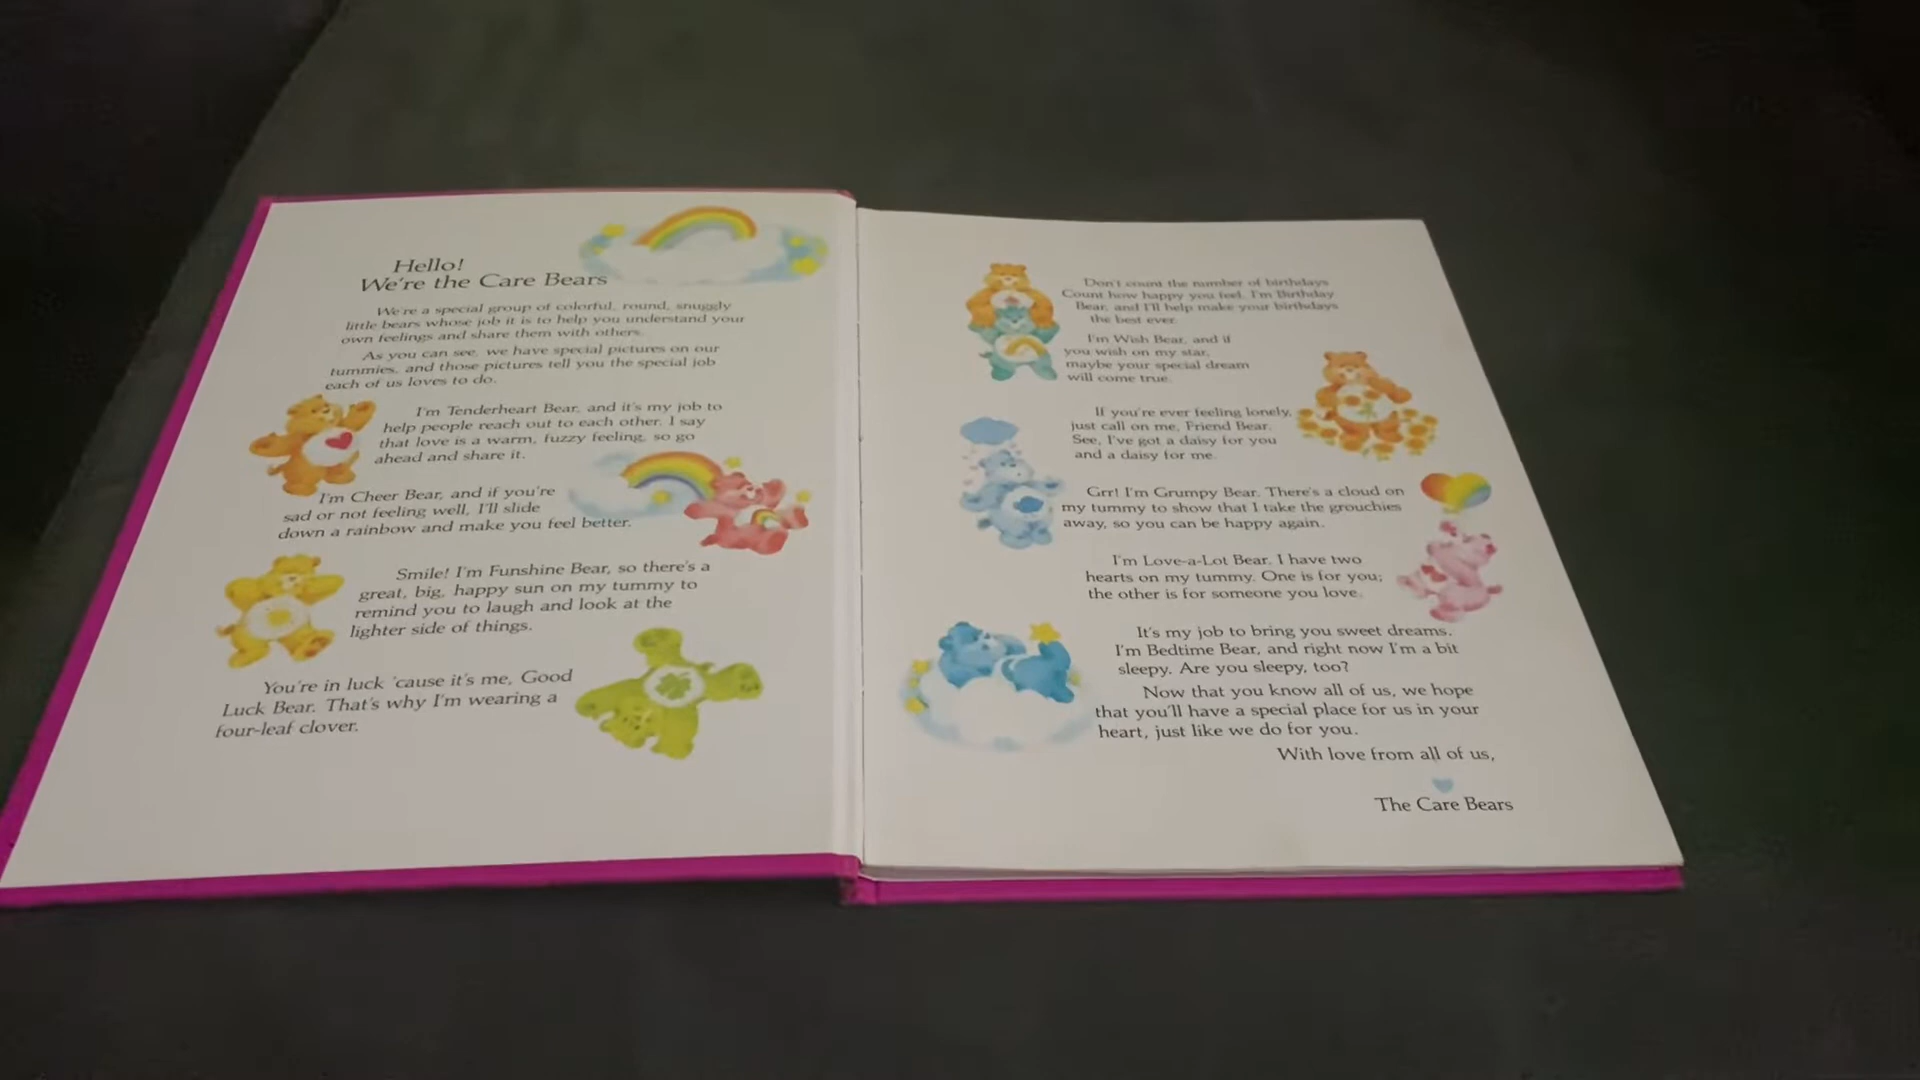 Hello!
We're the Care Bears
We're a special group of colorful, round, snuggly
little bears whose job it is to help you understand your
own feelings and share them with others.
As you can see, we have special pictures on our
tummies, and those pictures tell you the special job
each of us loves to do.
I'm Tenderheart Bear, and it's my job to
help people reach out to each other. I say
that love is a warm, fuzzy feeling, so go
ahead and share it.
I'm Cheer Bear, and if you're
sad or not feeling well, I'll slide
down a rainbow and make you feel better.
Smile! I'm Funshine Bear, so there's a
great, big, happy sun on my tummy to
remind you to laugh and look at the
lighter side of things.
You're in luck 'cause it's me, Good
Luck Bear. That's why I'm wearing a
four-leaf clover.
Don't count the number of birthdays
Count how happy you feel. I'm Birthday
Bear, and I'll help make your birthdays
the best ever.
I'm Wish Bear, and if
you wish on my star,
maybe your special dream
will come true.
If you're ever feeling lonely,
just call on me, Friend Bear.
See, I've got a daisy for you
and a daisy for me.
Grr! I'm Grumpy Bear. There's a cloud on
my tummy to show that I take the grouchies
away, so you can be happy again.
I'm Love-a-Lot Bear. I have two
hearts on my tummy. One is for you;
the other is for someone you love.
It's my job to bring you sweet dreams.
I'm Bedtime Bear, and right now I'm a bit
sleepy. Are you sleepy, too?
Now that you know all of us, we hope
that you'll have a special place for us in your
heart, just like we do for you.
With love from all of us,
The Care Bears